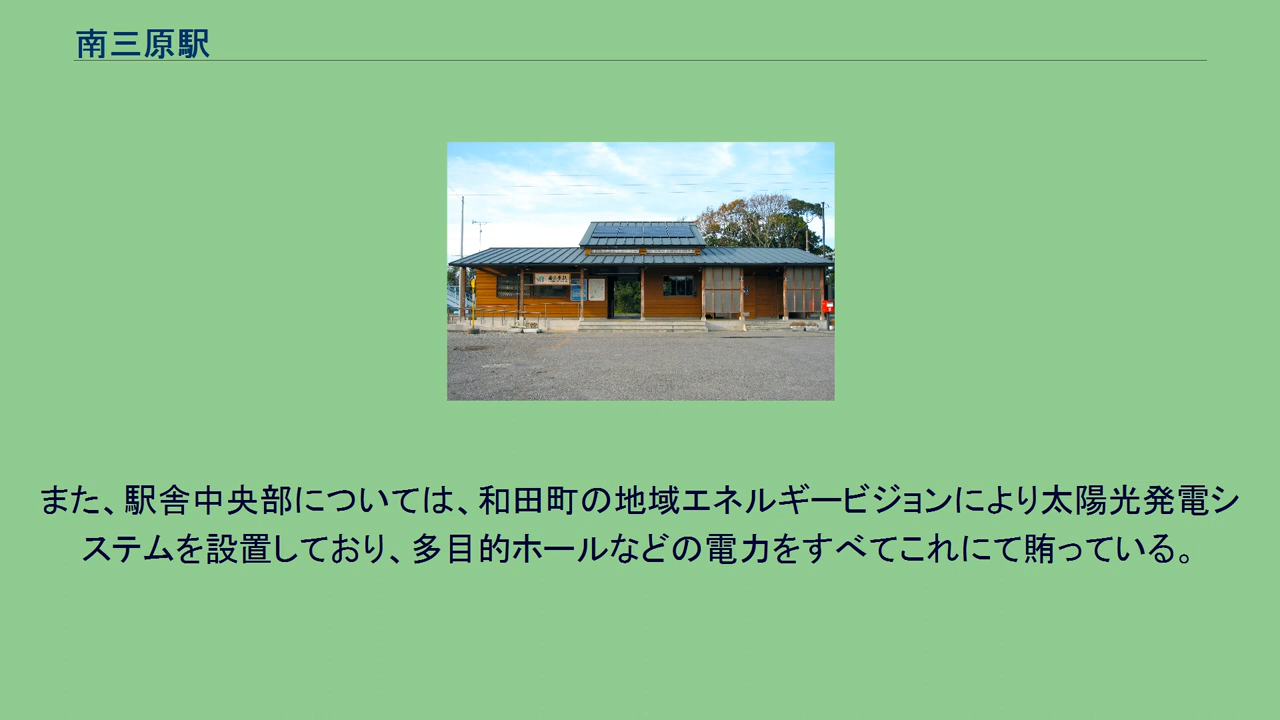 南三原駅
また、駅舎中央部については、和田町の地域エネルギービジョンにより太陽光発電シ
ステムを設置しており、多目的ホールなどの電力をすべてこれにて賄っている。